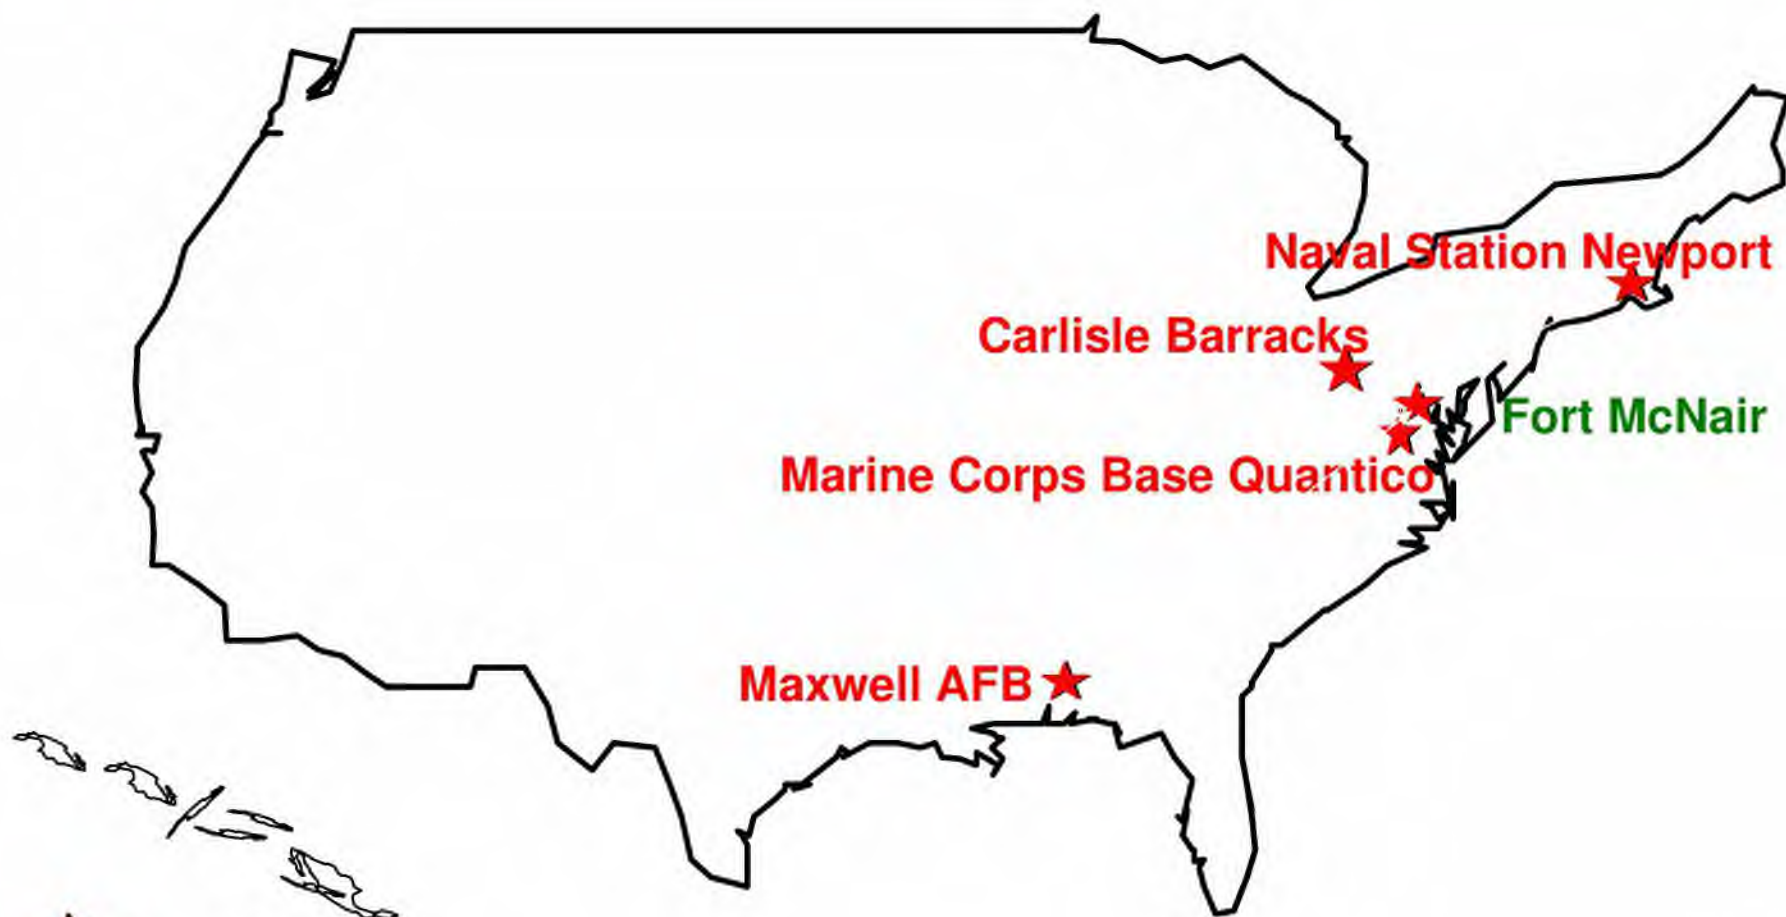 Naval Station Newport
Carlisle Barracks
Fort McNair
Marine Corps Base Quantico
Maxwell AFB